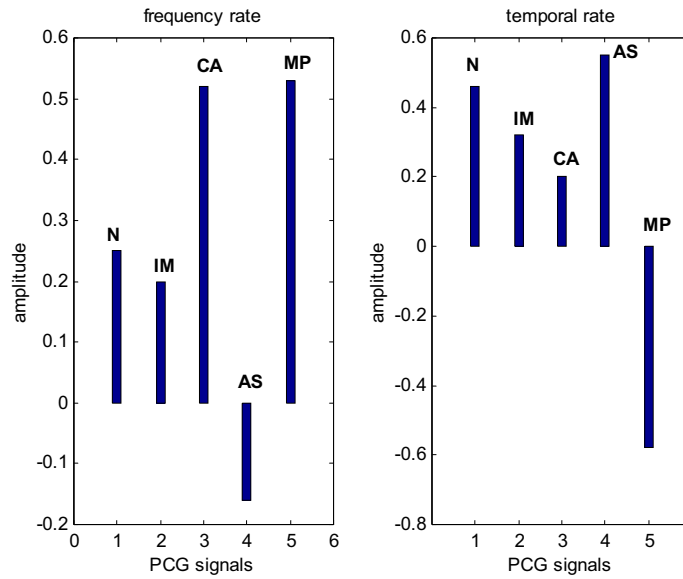 frequency rate
0.6
0.5
0.4
0.3
0.2
0.1
0
-0.1
-0.2
amplitude
N
IM
CA
AS
MP
0 1 2 3 4 5 6
PCG signals
temporal rate
0.6
0.4
0.2
0
-0.2
-0.4
-0.6
-0.8
amplitude
N
IM
CA
AS
MP
1 2 3 4 5
PCG signals